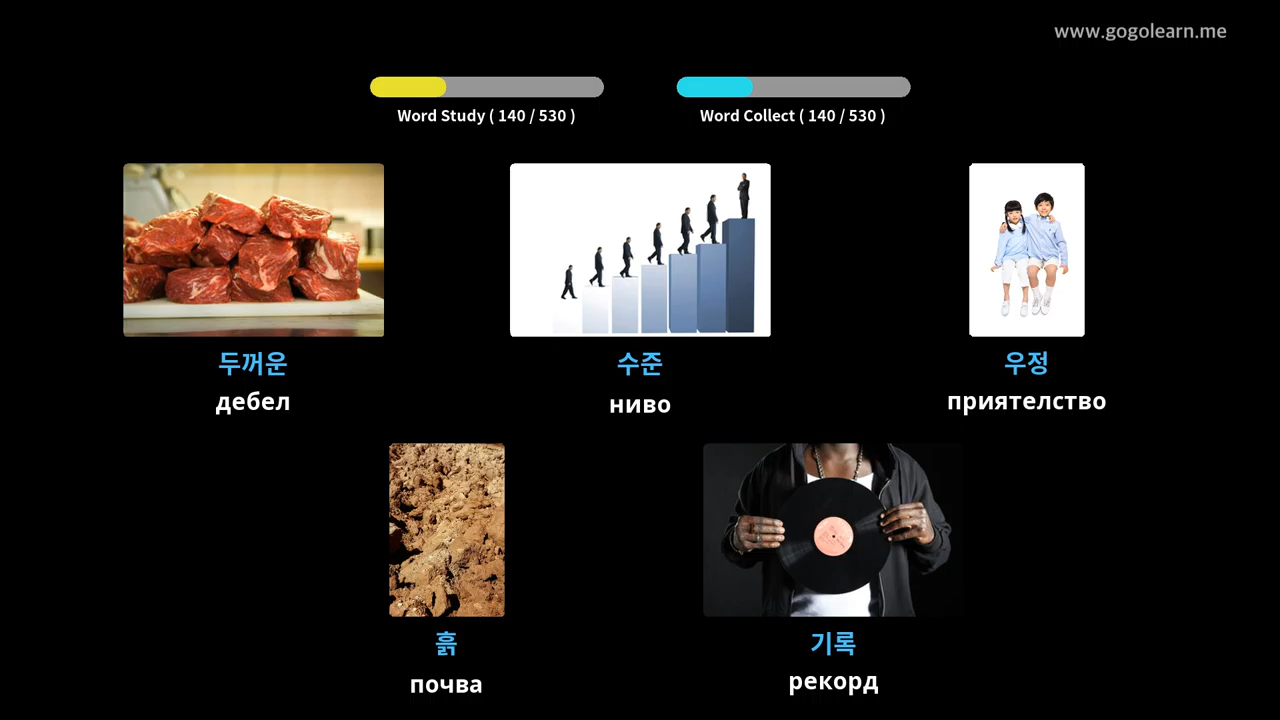 www.gogolearn.me
Word Study ( 140 / 530 )
Word Collect ( 140 / 530 )
두꺼운
дебел
수준
ниво
우정
приятелство
흙
почва
기록
рекорд